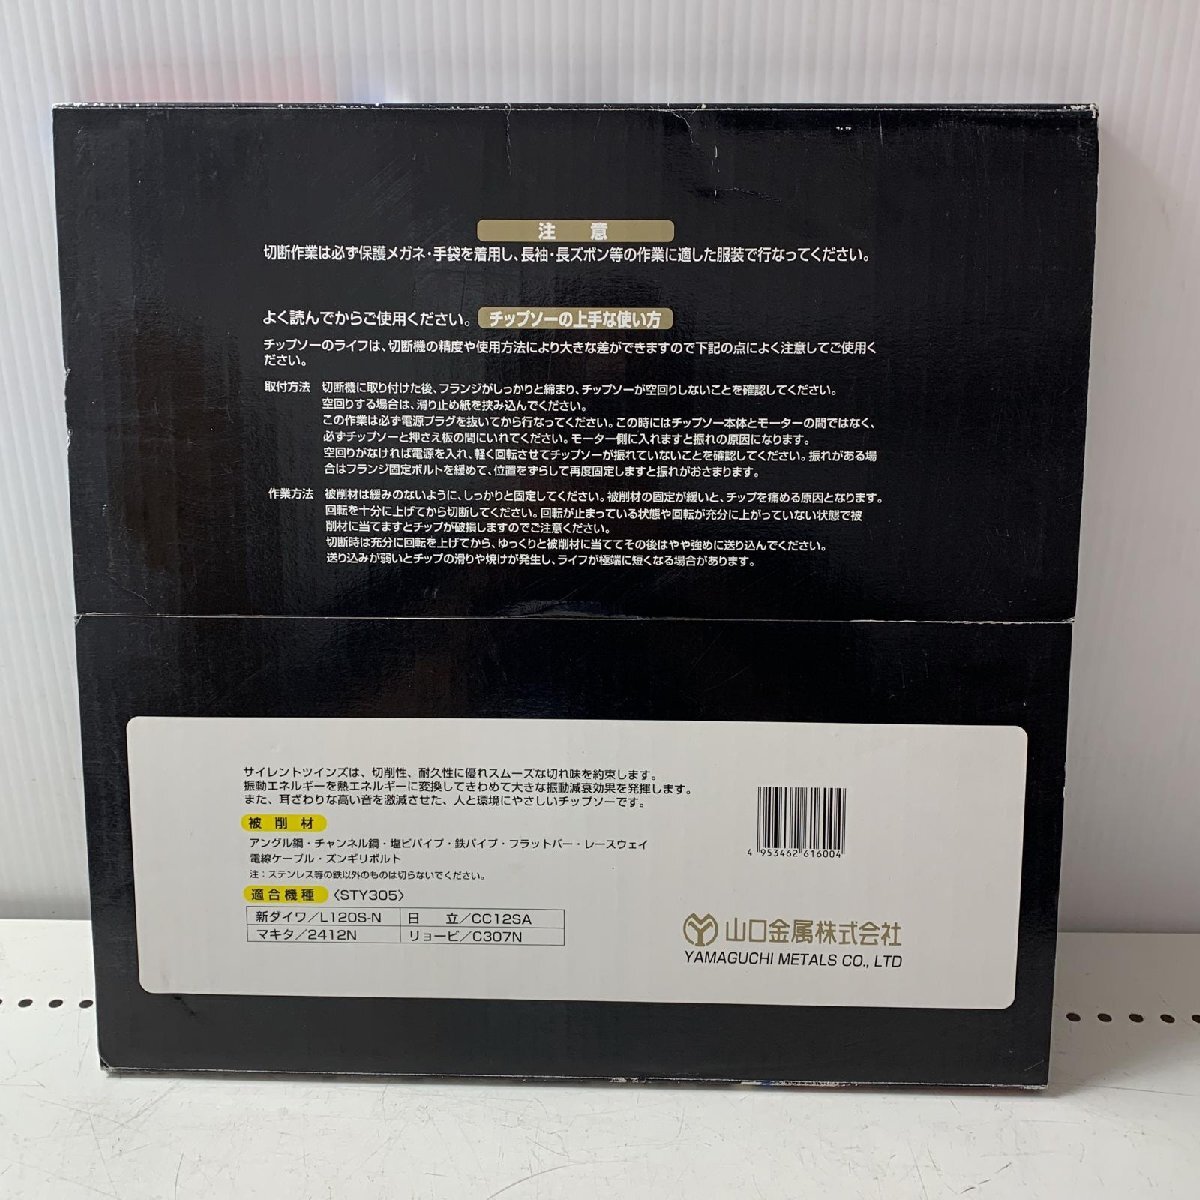 注意
切断作業は必ず保護メガネ・手袋を着用し、長袖・長ズボン等の作業に適した服装で行なってください。
よく読んでからご使用ください。 チップソーの上手な使い方
チップソーのライフは、切断機の精度や使用方法により大きな差ができますので下記の点によく注意してご使用く
ださい。
取付方法 切断機に取り付けた後、フランジがしっかりと締まり、チップソーが空回りしないことを確認してください。
空回りする場合は、滑り止め紙を挟み込んでください。
この作業は必ず電源プラグを抜いてから行なってください。この時にはチップソー本体とモーターの間ではなく、
必ずチップソーと押さえ板の間にいれてください。モーター側に入れますと振れの原因になります。
空回りがなければ電源を入れ、軽く回転させてチップソーが振れていないことを確認してください。振れがある場
合はフランジ固定ボルトを緩めて、位置をずらして再度固定しますと振れがおさまります。
作業方法 被削材は緩みのないように、しっかりと固定してください。被削材の固定が緩いと、チップを痛める原因となります。
回転を十分に上げてから切断してください。回転が止まっている状態や回転が充分に上がっていない状態で被
削材に当てますとチップが破損しますのでご注意ください。
切断時は充分に回転を上げてから、ゆっくりと被削材に当ててその後はやや強めに送り込んでください。
送り込みが弱いとチップの滑りや焼けが発生し、ライフが極端に短くなる場合があります。
サイレントツインズは、切削性、耐久性に優れスムーズな切れ味を約束します。
振動エネルギーを熱エネルギーに変換してきわめて大きな振動減衰効果を発揮します。
また、耳ざわりな高い音を激減させた、人と環境にやさしいチップソーです。
被削材
アングル鋼・チャンネル鋼・塩ビパイプ・鉄パイプ・フラットバー・レースウェイ
電線ケーブル・ズンギリボルト
注:ステンレス等の鉄以外のものは切らないでください。
適合機種 〈STY305〉
新ダイワ/L120S-N 日 立/CC12SA
マキタ/2412N リョービ/C307N
4 953462 616004
山口金属株式会社
YAMAGUCHI METALS CO., LTD